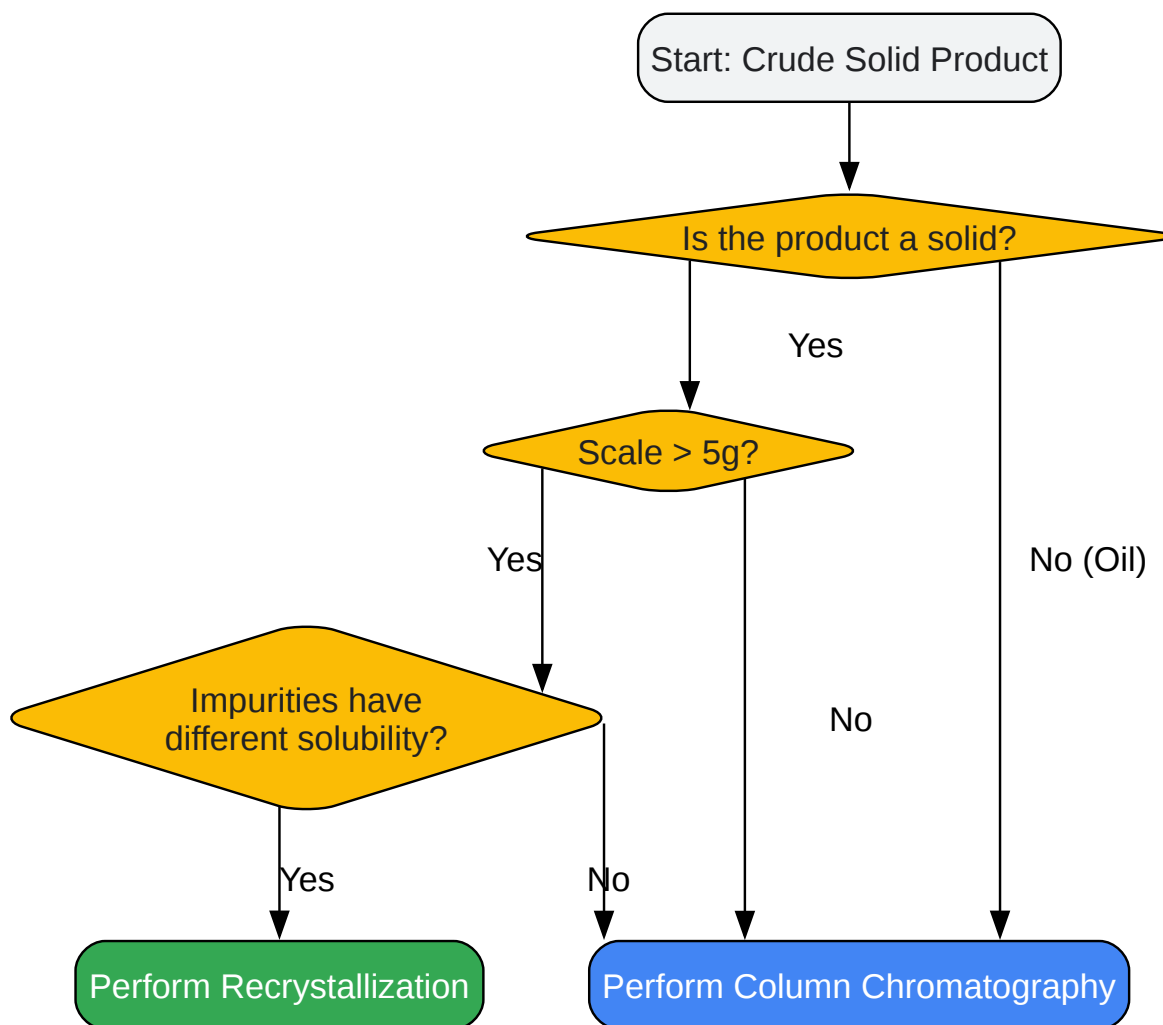 Start: Crude Solid Product
Is the product a solid?
Yes
Scale > 5g?
Yes
No (Oil)
Impurities have
different solubility?
No
Yes
No
Perform Recrystallization
Perform Column Chromatography